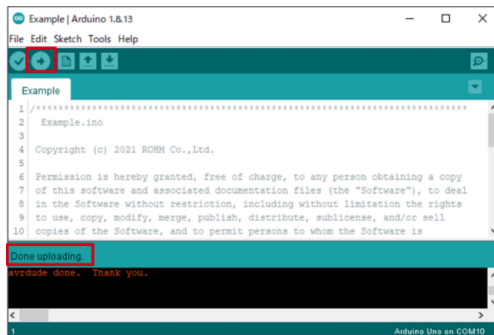 Example | Arduino 1.8.13
File Edit Sketch Tools Help
Example
1 /******************************************************************************
2 Example.ino
3
4 Copyright (c) 2021 ROHM Co.,Ltd.
5
6 Permission is hereby granted, free of charge, to any person obtaining a copy
7 of this software and associated documentation files (the "Software"), to deal
8 in the Software without restriction, including without limitation the rights
9 to use, copy, modify, merge, publish, distribute, sublicense, and/or sell
10 copies of the Software, and to permit persons to whom the Software is
Done uploading.
avrdude done. Thank you.
1 Arduino Uno on COM10